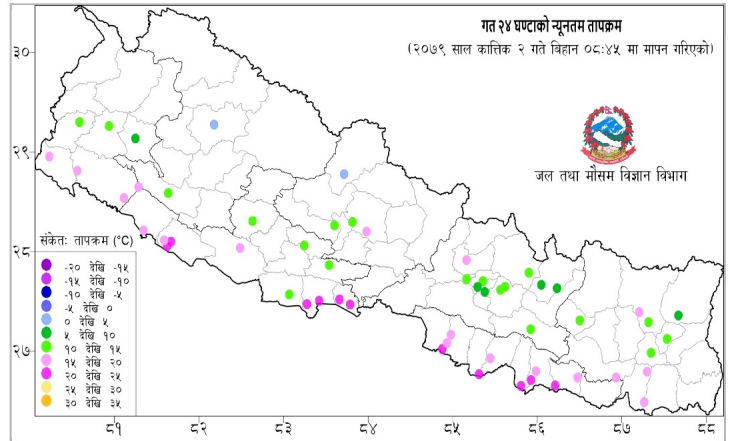 गत २४ घण्टाको न्यूनतम तापक्रम
(२०७९ साल कात्तिक २ गते बिहान ०८:४५ मा मापन गरिएको)
जल तथा मौसम विज्ञान विभाग
३०
२९
२८
२७
संकेतः तापक्रम (°C)
-२० देखि -१५
-१५ देखि -१०
-१० देखि -५
-५ देखि ०
० देखि ५
५ देखि १०
१० देखि १५
१५ देखि २०
२० देखि २५
२५ देखि ३०
३० देखि ३५
८१ ८२ ८३ ८४ ८५ ८६ ८७ ८८